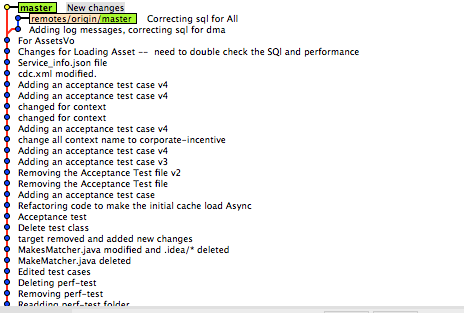 master New changes
remotes/origin/master Correcting sql for All
Adding log messages, correcting sql for dma
For AssetsVo
Changes for Loading Asset -- need to double check the SQl and performance
Service_info.json file
cdc.xml modified.
Adding an acceptance test case v4
Adding an acceptance test case v4
changed for context
changed for context
Adding an acceptance test case v4
change all context name to corporate-incentive
Adding an acceptance test case v4
Adding an acceptance test case v3
Removing the Acceptance Test file v2
Removing the Acceptance Test file
Adding an acceptance test case
Refactoring code to make the initial cache load Async
Acceptance test
Delete test class
target removed and added new changes
MakesMatcher.java modified and .idea/* deleted
MakeMatcher.java deleted
Edited test cases
Deleting perf-test
Removing perf-test
Readding perf-test folder